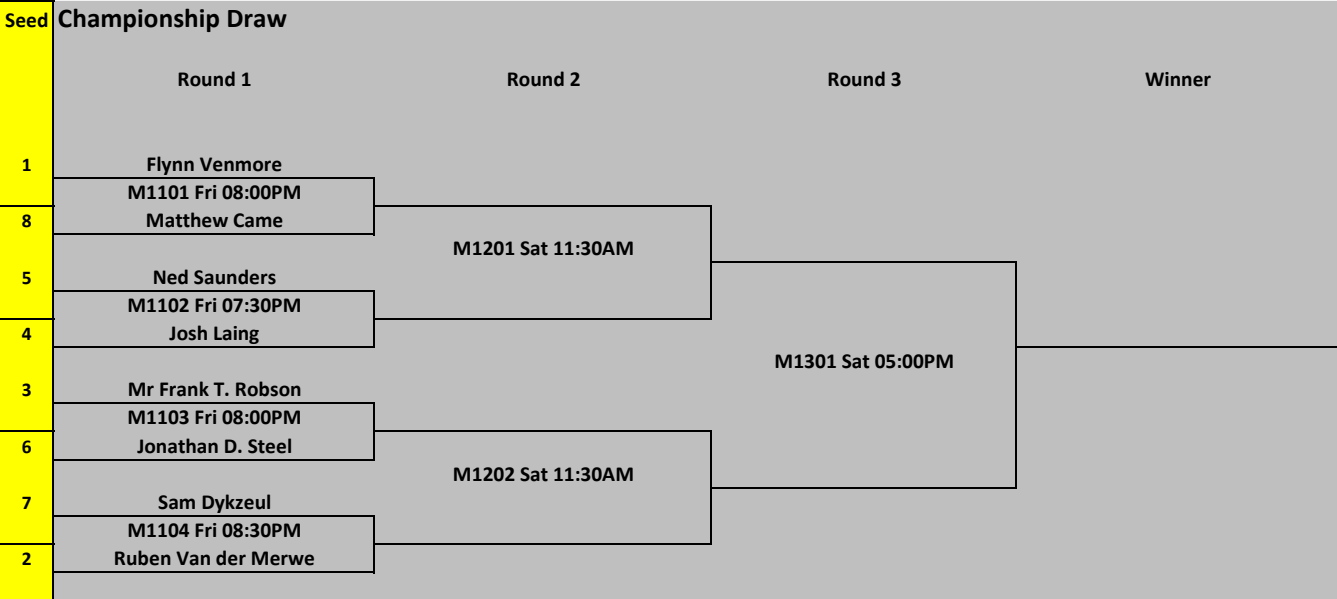 Seed Championship Draw
Round 1 Round 2 Round 3 Winner
1 Flynn Venmore
M1101 Fri 08:00PM
8 Matthew Came
M1201 Sat 11:30AM
5 Ned Saunders
M1102 Fri 07:30PM
4 Josh Laing
M1301 Sat 05:00PM
3 Mr Frank T. Robson
M1103 Fri 08:00PM
6 Jonathan D. Steel
M1202 Sat 11:30AM
7 Sam Dykzeul
M1104 Fri 08:30PM
2 Ruben Van der Merwe